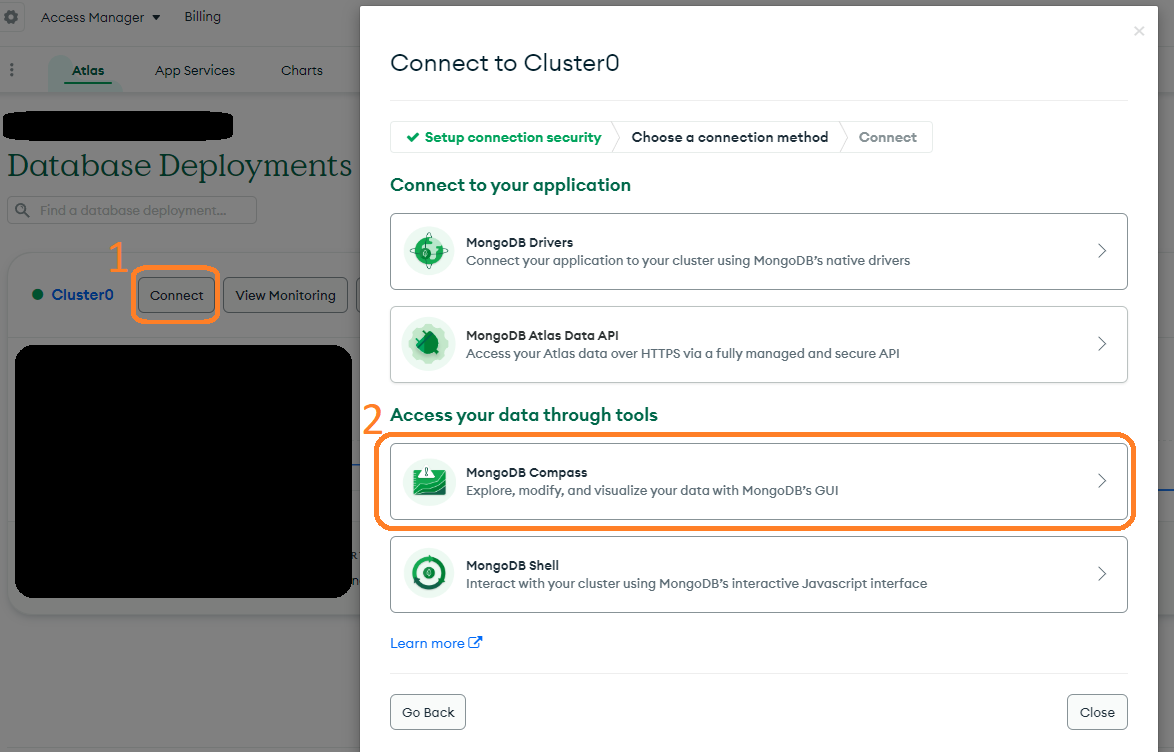 Access Manager
Billing
Atlas
App Services
Charts
Database Deployments
Find a database deployment...
1
Cluster0
Connect
View Monitoring
Connect to Cluster0
Setup connection security
Choose a connection method
Connect
Connect to your application
MongoDB Drivers
Connect your application to your cluster using MongoDB's native drivers
MongoDB Atlas Data API
Access your Atlas data over HTTPS via a fully managed and secure API
2
Access your data through tools
MongoDB Compass
Explore, modify, and visualize your data with MongoDB's GUI
MongoDB Shell
Interact with your cluster using MongoDB's interactive Javascript interface
Learn more
Go Back
Close